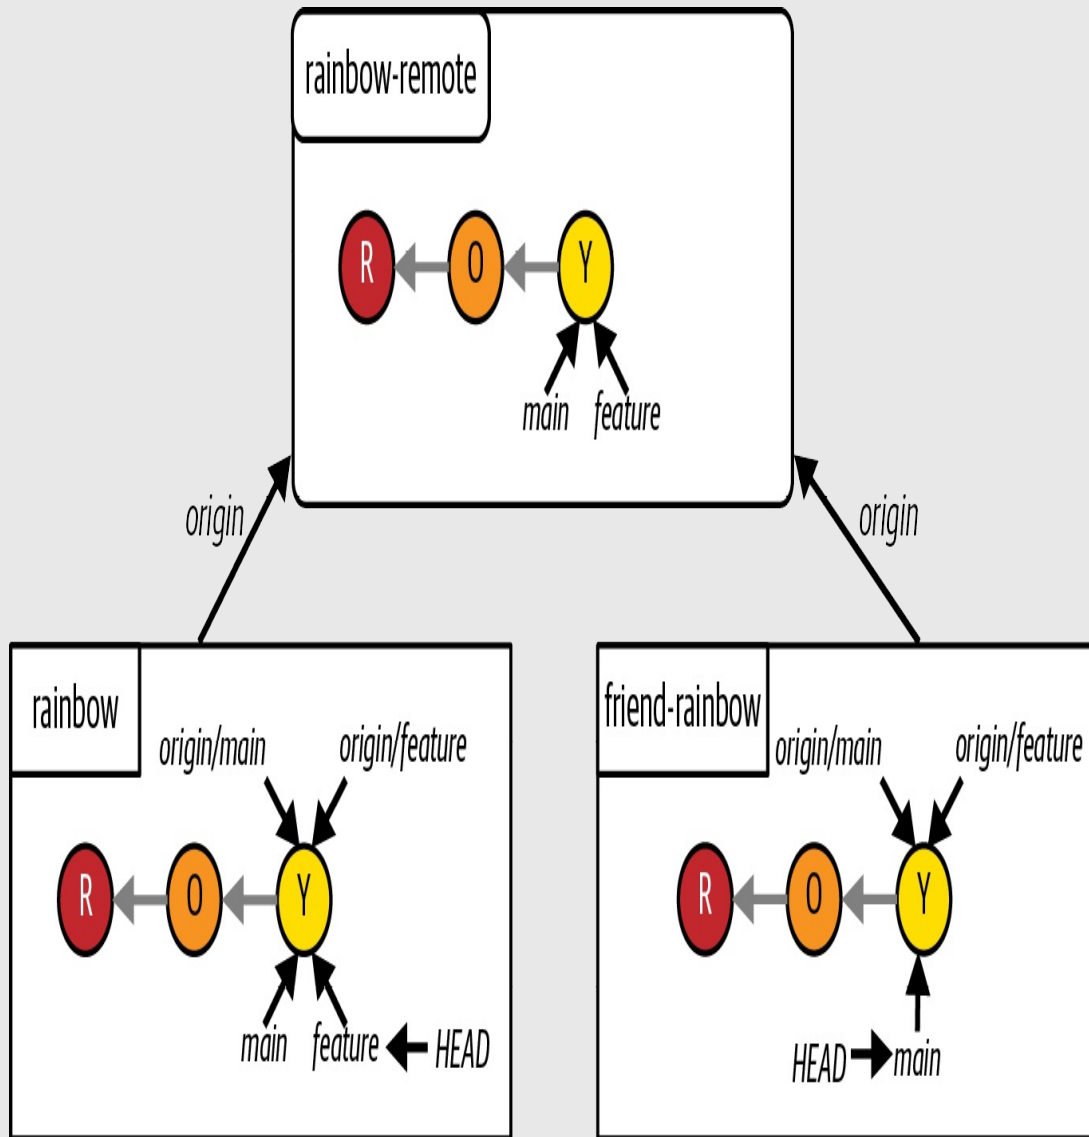 rainbow-remote
R O Y
main feature
origin origin
rainbow
origin/main origin/feature
R O Y
main feature HEAD
friend-rainbow
origin/main origin/feature
R O Y
HEAD main